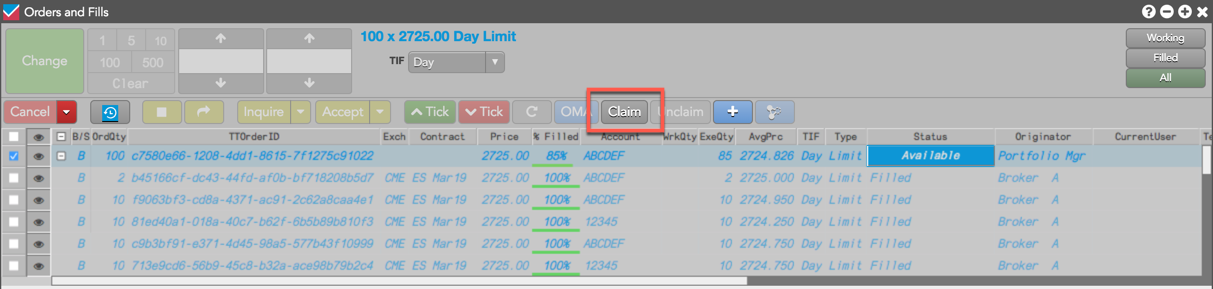 Orders and Fills
Change
1 5 10
100 500
Clear
100 x 2725.00 Day Limit
TIF Day
Working
Filled
All
Cancel Inquire Accept Tick Tick OMA Claim Unclaim
B/S OrdQty TTOrderID Exch Contract Price % Filled Account WrkQty ExeQty AvgPrc TIF Type Status Originator CurrentUser Te
B 100 c7580e66-1208-4dd1-8615-7f1275c91022 2725.00 85% ABCDEF 85 2724.826 Day Limit Available Portfolio Mgr
B 2 b45166cf-dc43-44fd-af0b-bf718208b5d7 CME ES Mar19 2725.00 100% ABCDEF 2 2725.000 Day Limit Filled Broker A
B 10 f9063bf3-cd8a-4371-ac91-2c62a8caa4e1 CME ES Mar19 2725.00 100% ABCDEF 10 2724.950 Day Limit Filled Broker A
B 10 81ed40a1-018a-40c7-b62f-6b5b89b810f3 CME ES Mar19 2725.00 100% 12345 10 2724.250 Day Limit Filled Broker A
B 10 c9b3bf91-e371-4d45-98a5-577b43f10999 CME ES Mar19 2725.00 100% ABCDEF 10 2724.750 Day Limit Filled Broker A
B 10 713e9cd6-56b9-45c8-b32a-ace98b79b2c4 CME ES Mar19 2725.00 100% 12345 10 2724.750 Day Limit Filled Broker A